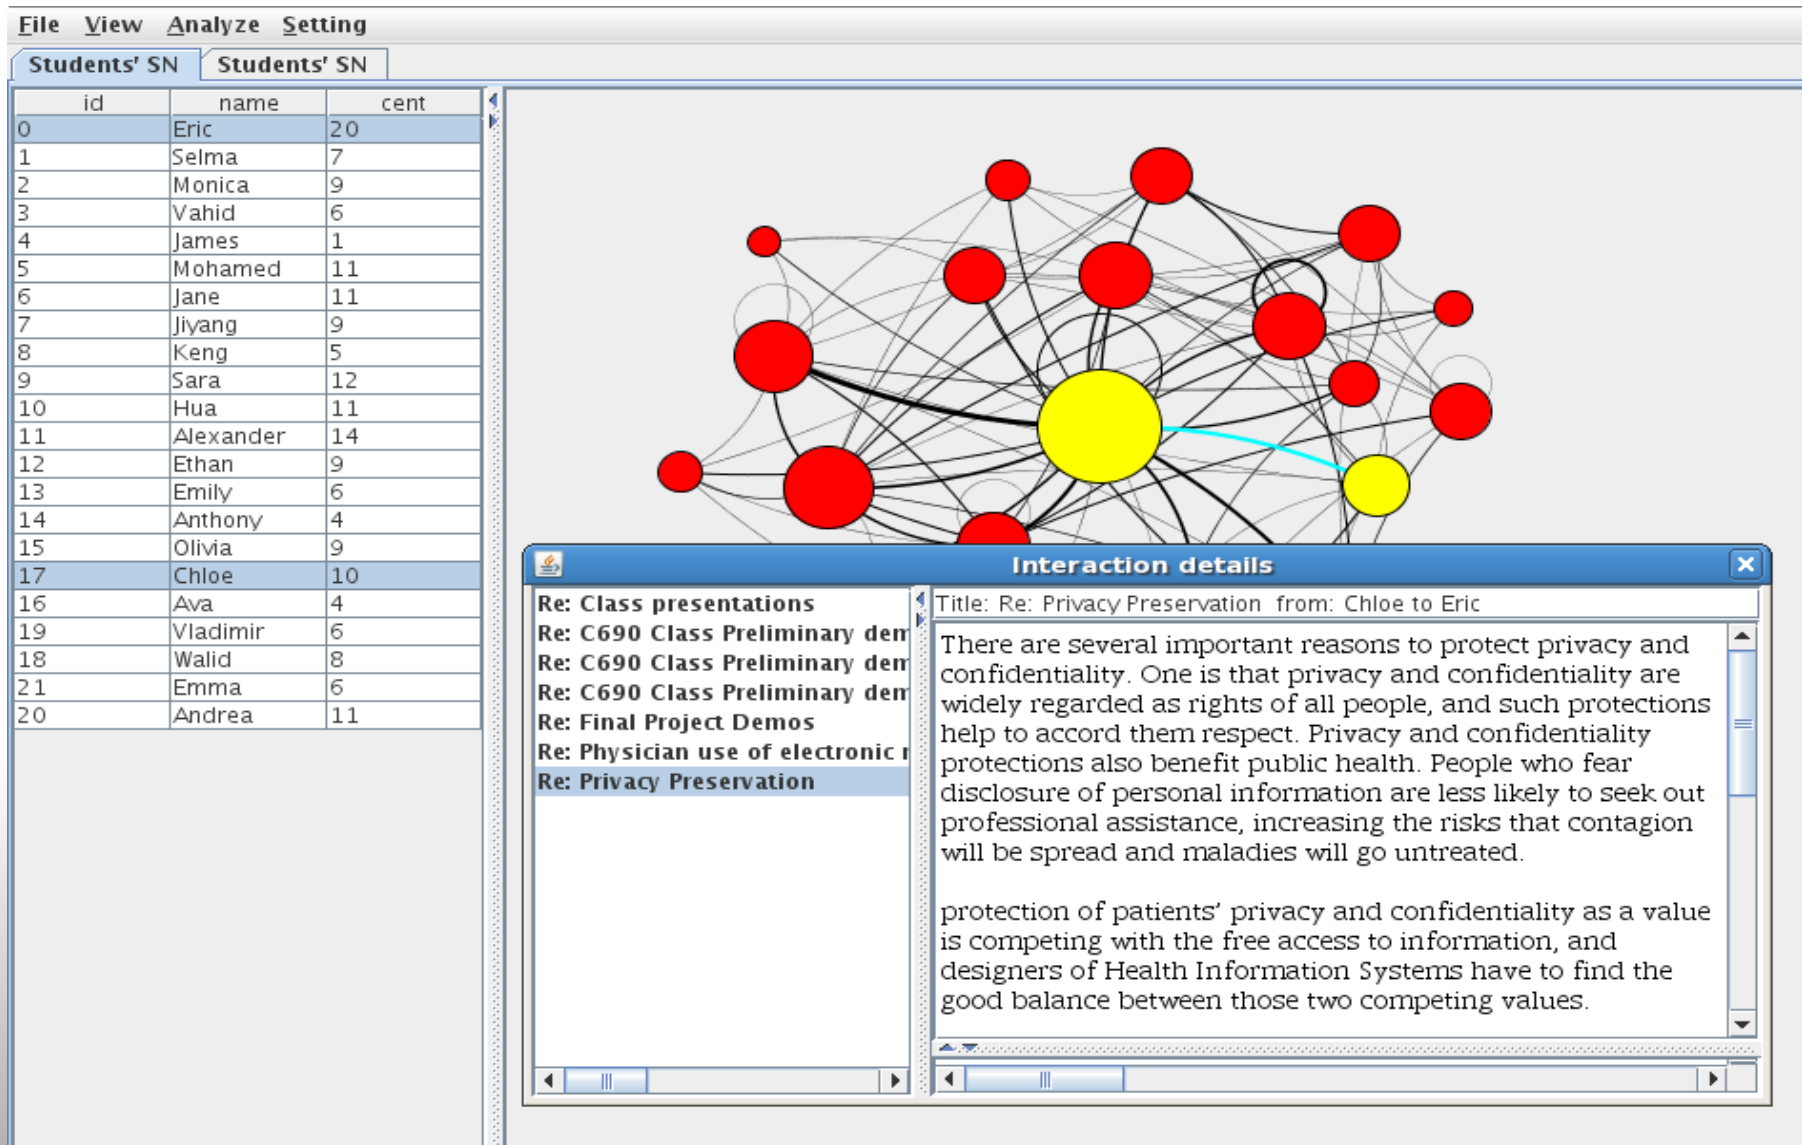 File View Analyze Setting
Students' SN Students' SN
id name cent
0 Eric 20
1 Selma 7
2 Monica 9
3 Vahid 6
4 James 1
5 Mohamed 11
6 Jane 11
7 Jiyang 9
8 Keng 5
9 Sara 12
10 Hua 11
11 Alexander 14
12 Ethan 9
13 Emily 6
14 Anthony 4
15 Olivia 9
17 Chloe 10
16 Ava 4
19 Vladimir 6
18 Walid 8
21 Emma 6
20 Andrea 11
Interaction details
Re: Class presentations
Re: C690 Class Preliminary dem
Re: C690 Class Preliminary dem
Re: C690 Class Preliminary dem
Re: Final Project Demos
Re: Physician use of electronic r
Re: Privacy Preservation
Title: Re: Privacy Preservation from: Chloe to Eric
There are several important reasons to protect privacy and
confidentiality. One is that privacy and confidentiality are
widely regarded as rights of all people, and such protections
help to accord them respect. Privacy and confidentiality
protections also benefit public health. People who fear
disclosure of personal information are less likely to seek out
professional assistance, increasing the risks that contagion
will be spread and maladies will go untreated.
protection of patients' privacy and confidentiality as a value
is competing with the free access to information, and
designers of Health Information Systems have to find the
good balance between those two competing values.